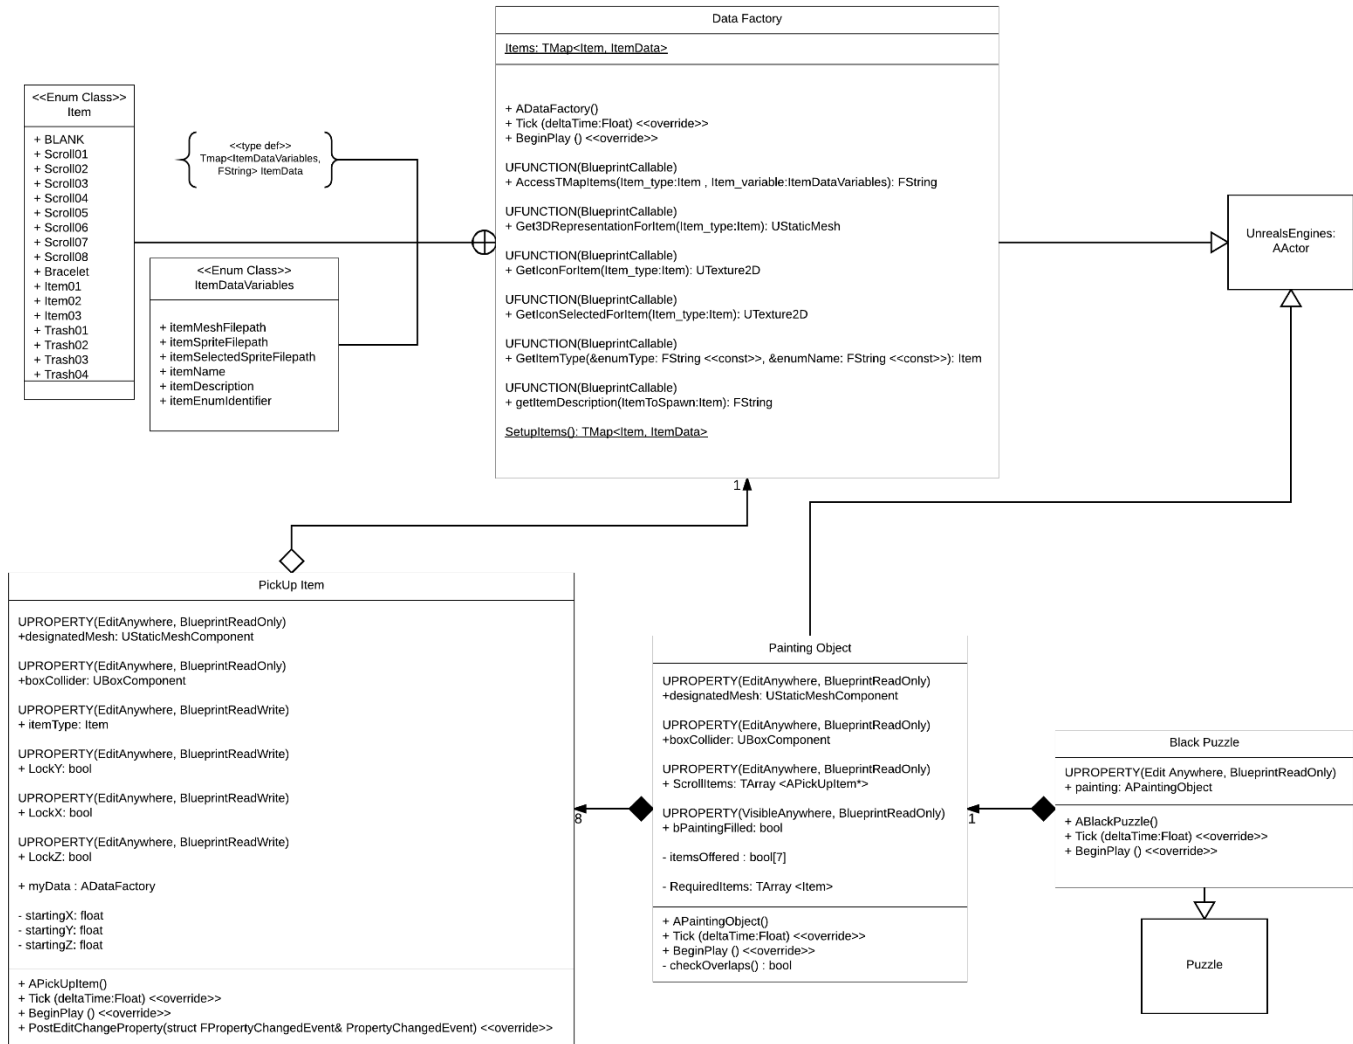 Data Factory
Items: TMap<Item, ItemData>
+ ADataFactory()
+ Tick (deltaTime:Float) <<override>>
+ BeginPlay () <<override>>
UFUNCTION(BlueprintCallable)
+ AccessTMapItems(Item_type:Item , Item_variable:ItemDataVariables): FString
UFUNCTION(BlueprintCallable)
+ Get3DRepresentationForItem(Item_type:Item): UStaticMesh
UFUNCTION(BlueprintCallable)
+ GetIconForItem(Item_type:Item): UTexture2D
UFUNCTION(BlueprintCallable)
+ GetIconSelectedForItem(Item_type:Item): UTexture2D
UFUNCTION(BlueprintCallable)
+ GetItemType(&enumType: FString <<const>>, &enumName: FString <<const>>): Item
UFUNCTION(BlueprintCallable)
+ getItemDescription(ItemToSpawn:Item): FString
SetupItems(): TMap<Item, ItemData>
<<Enum Class>>
Item
+ BLANK
+ Scroll01
+ Scroll02
+ Scroll03
+ Scroll04
+ Scroll05
+ Scroll06
+ Scroll07
+ Scroll08
+ Bracelet
+ Item01
+ Item02
+ Item03
+ Trash01
+ Trash02
+ Trash03
+ Trash04
<<type def>>
Tmap<ItemDataVariables,
FString> ItemData
<<Enum Class>>
ItemDataVariables
+ itemMeshFilepath
+ itemSpriteFilepath
+ itemSelectedSpriteFilepath
+ itemName
+ itemDescription
+ itemEnumIdentifier
UnrealsEngines:
AActor
1
PickUp Item
UPROPERTY(EditAnywhere, BlueprintReadOnly)
+designatedMesh: UStaticMeshComponent
UPROPERTY(EditAnywhere, BlueprintReadOnly)
+boxCollider: UBoxComponent
UPROPERTY(EditAnywhere, BlueprintReadWrite)
+ itemType: Item
UPROPERTY(EditAnywhere, BlueprintReadWrite)
+ LockY: bool
UPROPERTY(EditAnywhere, BlueprintReadWrite)
+ LockX: bool
UPROPERTY(EditAnywhere, BlueprintReadWrite)
+ LockZ: bool
+ myData : ADataFactory
- startingX: float
- startingY: float
- startingZ: float
+ APickUpItem()
+ Tick (deltaTime:Float) <<override>>
+ BeginPlay () <<override>>
+ PostEditChangeProperty(struct FPropertyChangedEvent& PropertyChangedEvent) <<override>>
8
Painting Object
UPROPERTY(EditAnywhere, BlueprintReadOnly)
+designatedMesh: UStaticMeshComponent
UPROPERTY(EditAnywhere, BlueprintReadOnly)
+boxCollider: UBoxComponent
UPROPERTY(EditAnywhere, BlueprintReadOnly)
+ ScrollItems: TArray <APickUpItem*>
UPROPERTY(VisibleAnywhere, BlueprintReadOnly)
+ bPaintingFilled: bool
- itemsOffered : bool[7]
- RequiredItems: TArray <Item>
+ APaintingObject()
+ Tick (deltaTime:Float) <<override>>
+ BeginPlay () <<override>>
- checkOverlaps() : bool
1
Black Puzzle
UPROPERTY(Edit Anywhere, BlueprintReadOnly)
+ painting: APaintingObject
+ ABlackPuzzle()
+ Tick (deltaTime:Float) <<override>>
+ BeginPlay () <<override>>
Puzzle